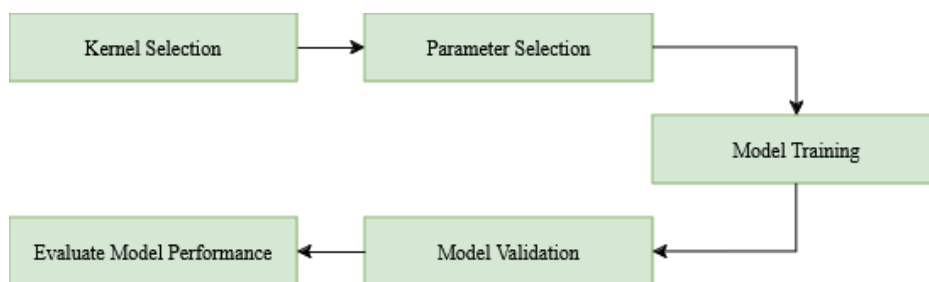 Kernel Selection
Parameter Selection
Model Training
Model Validation
Evaluate Model Performance